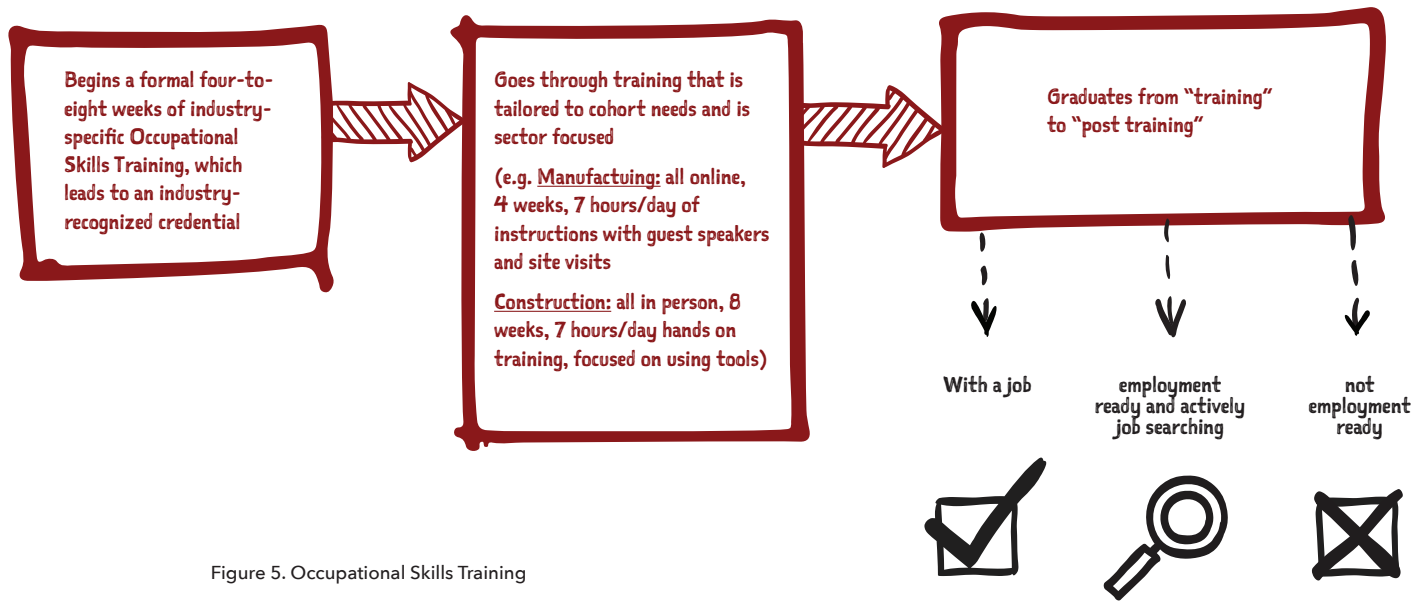 Begins a formal four-to-
eight weeks of industry-
specific Occupational
Skills Training, which
leads to an industry-
recognized credential
Goes through training that is
tailored to cohort needs and is
sector focused
(e.g. Manufactuing: all online,
4 weeks, 7 hours/day of
instructions with guest speakers
and site visits
Construction: all in person, 8
weeks, 7 hours/day hands on
training, focused on using tools)
Graduates from “training”
to “post training”
With a job
employment
ready and actively
job searching
not
employment
ready
Figure 5. Occupational Skills Training